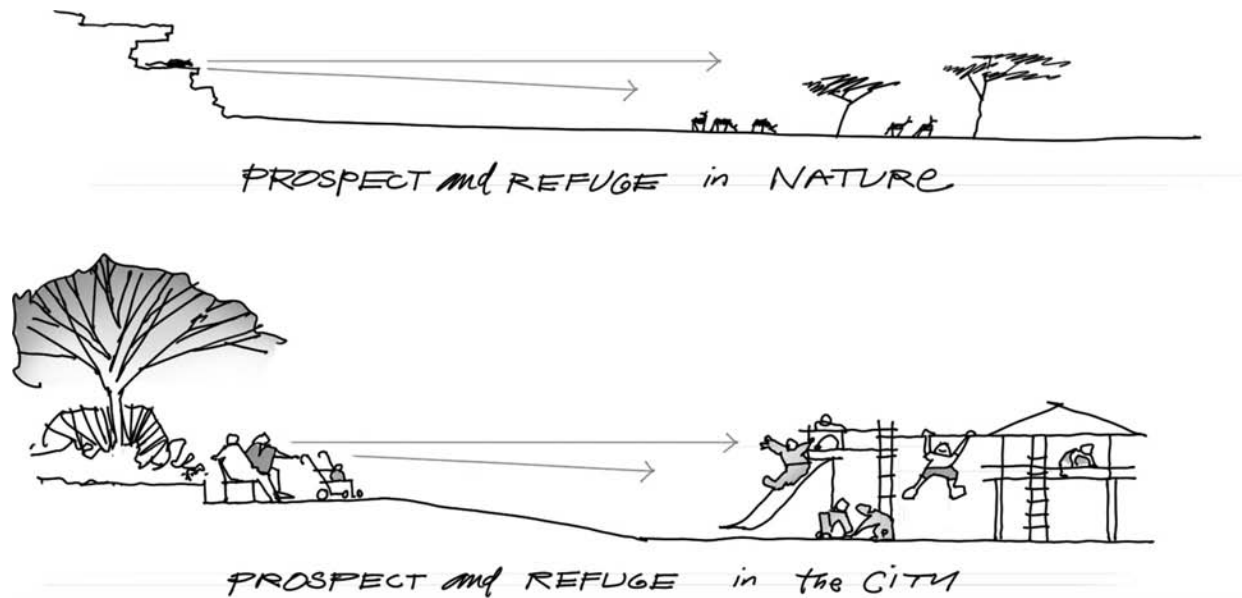 PROSPECT and REFUGE in NATURE
PROSPECT and REFUGE in the CITY